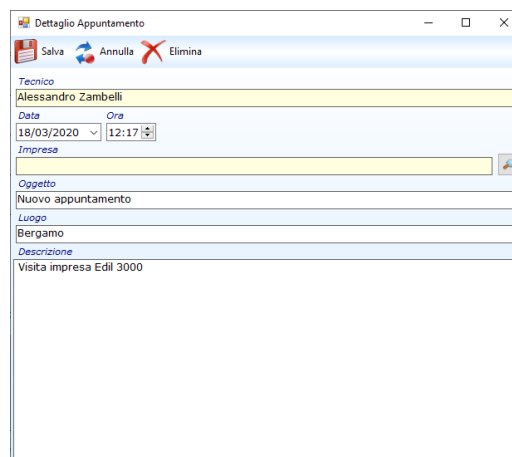 Dettaglio Appuntamento
Salva Annulla Elimina
Tecnico
Alessandro Zambelli
Data Ora
18/03/2020 12:17
Impresa
Oggetto
Nuovo appuntamento
Luogo
Bergamo
Descrizione
Visita impresa Edil 3000